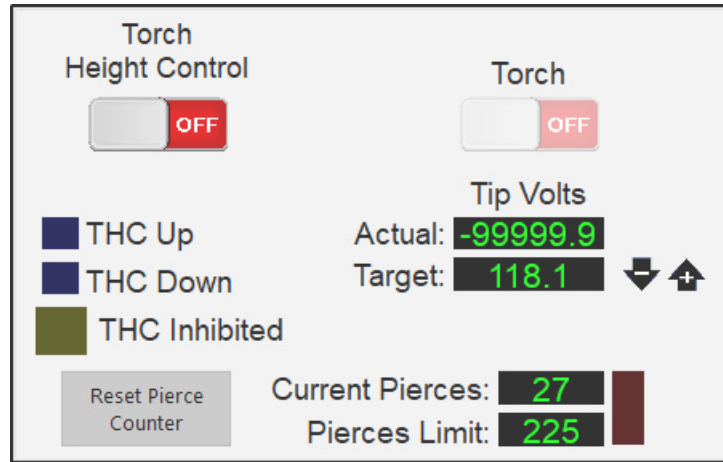 Torch
Height Control
OFF
Torch
OFF
Tip Volts
THC Up
Actual: -99999.9
THC Down
Target: 118.1 - +
THC Inhibited
Reset Pierce
Counter
Current Pierces: 27
Pierces Limit: 225